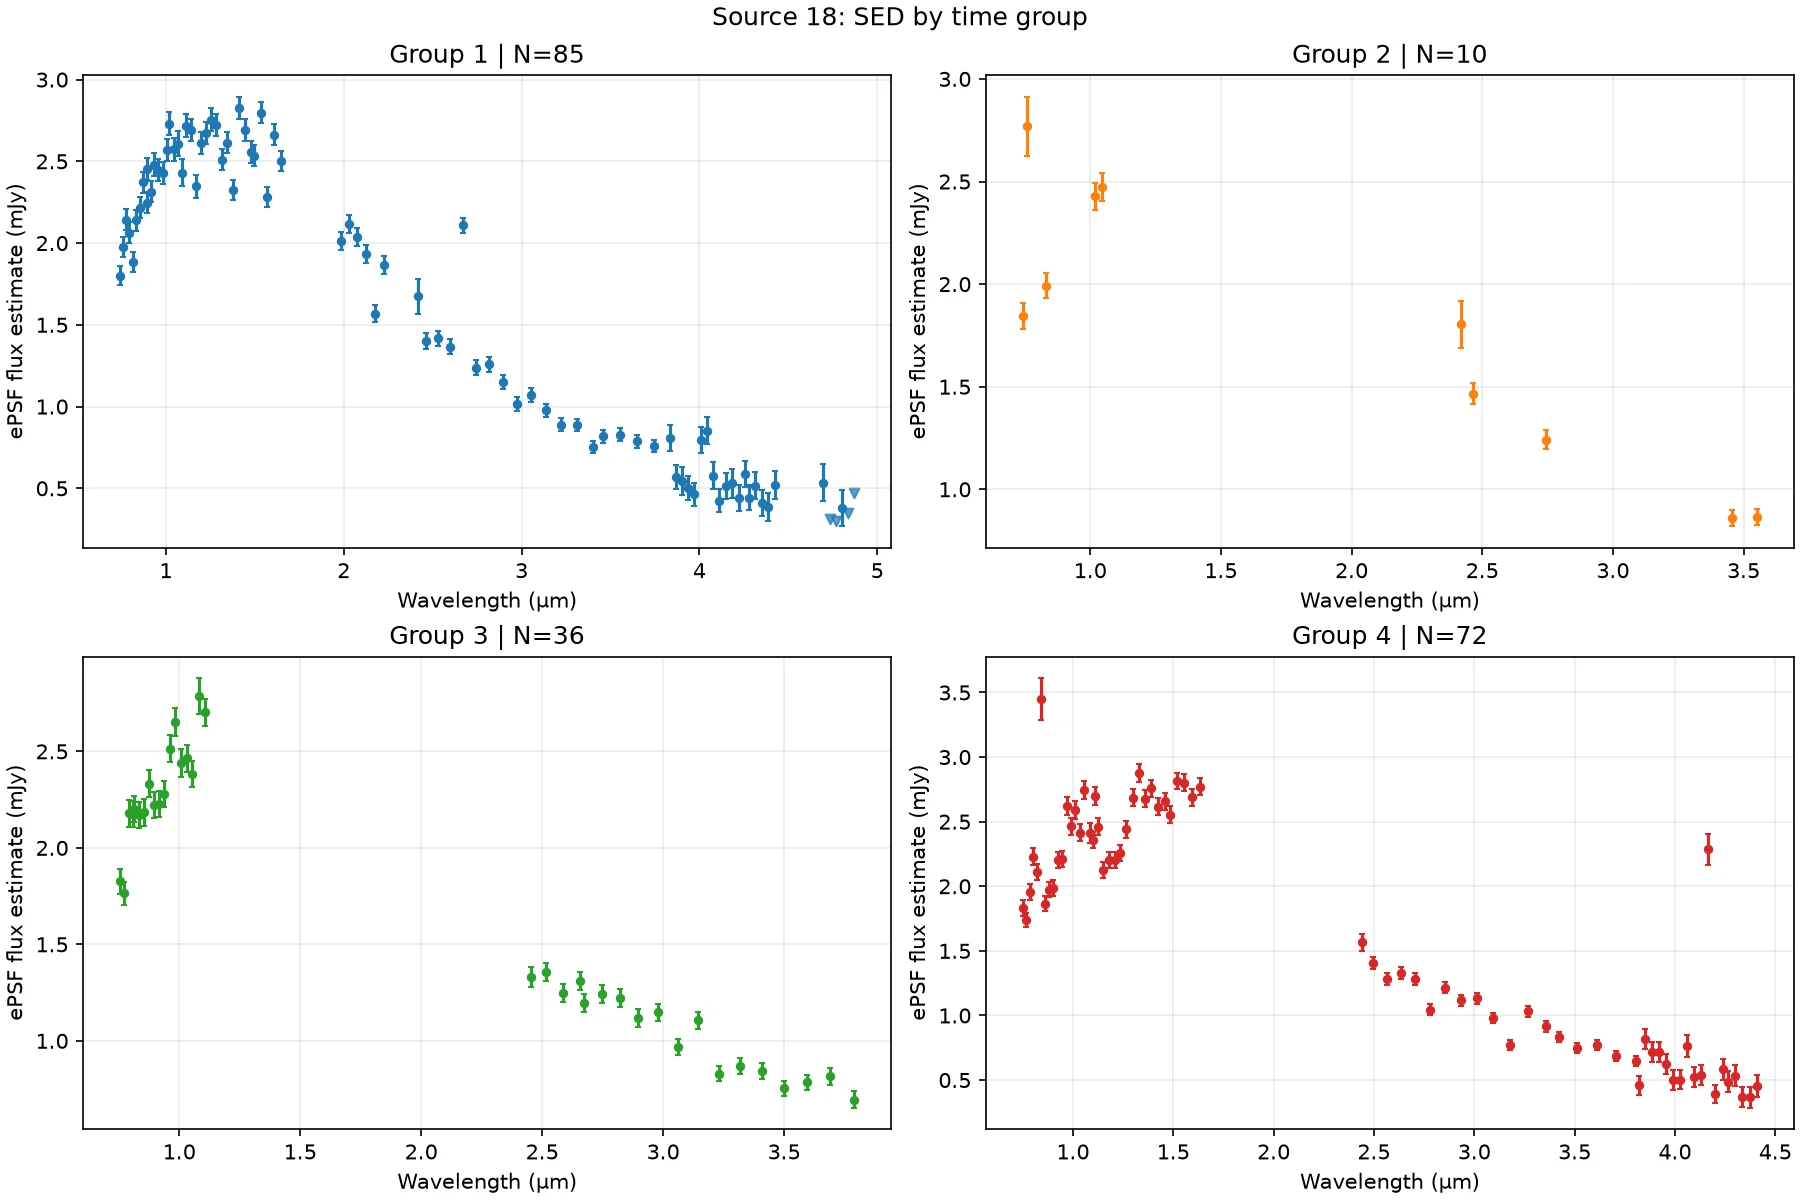 Source 18: SED by time group
Group 1 | N=85
3.0
2.5
2.0
1.5
1.0
0.5
ePSF flux estimate (mJy)
1 2 3 4 5
Wavelength (μm)
Group 2 | N=10
3.0
2.5
2.0
1.5
1.0
ePSF flux estimate (mJy)
1.0 1.5 2.0 2.5 3.0 3.5
Wavelength (μm)
Group 3 | N=36
2.5
2.0
1.5
1.0
ePSF flux estimate (mJy)
1.0 1.5 2.0 2.5 3.0 3.5
Wavelength (μm)
Group 4 | N=72
3.5
3.0
2.5
2.0
1.5
1.0
0.5
ePSF flux estimate (mJy)
1.0 1.5 2.0 2.5 3.0 3.5 4.0 4.5
Wavelength (μm)